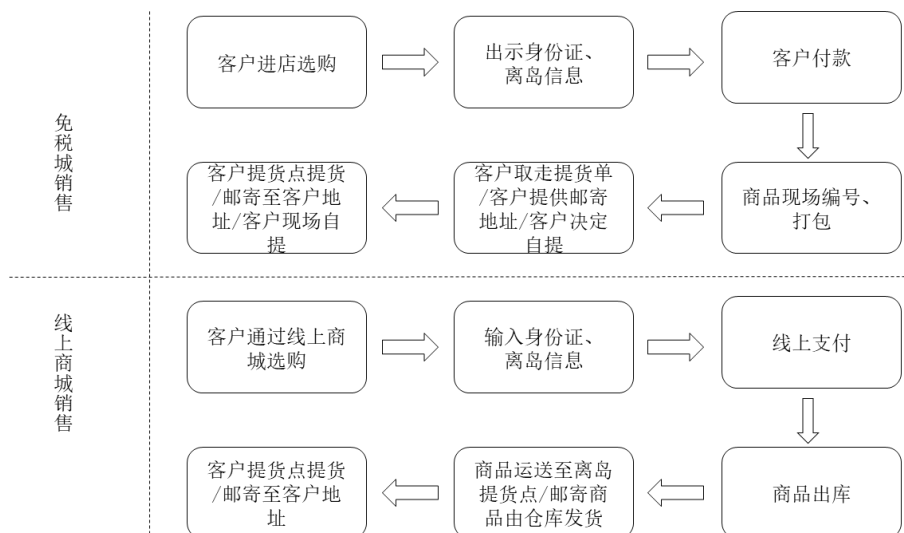 免税城销售
客户进店选购
出示身份证、
离岛信息
客户付款
商品现场编号、
打包
客户取走提货单
/客户提供邮寄
地址/客户决定
自提
客户提货点提货
/邮寄至客户地
址/客户现场自
提
线上商城销售
客户通过线上商
城选购
输入身份证、
离岛信息
线上支付
商品出库
商品运送至离岛
提货点/邮寄商
品由仓库发货
客户提货点提货
/邮寄至客户地
址